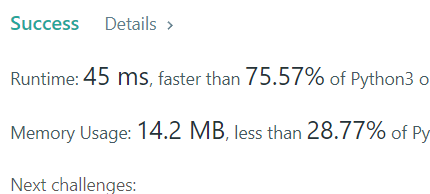 Success Details >
Runtime: 45 ms, faster than 75.57% of Python3 o
Memory Usage: 14.2 MB, less than 28.77% of Py
Next challenges: